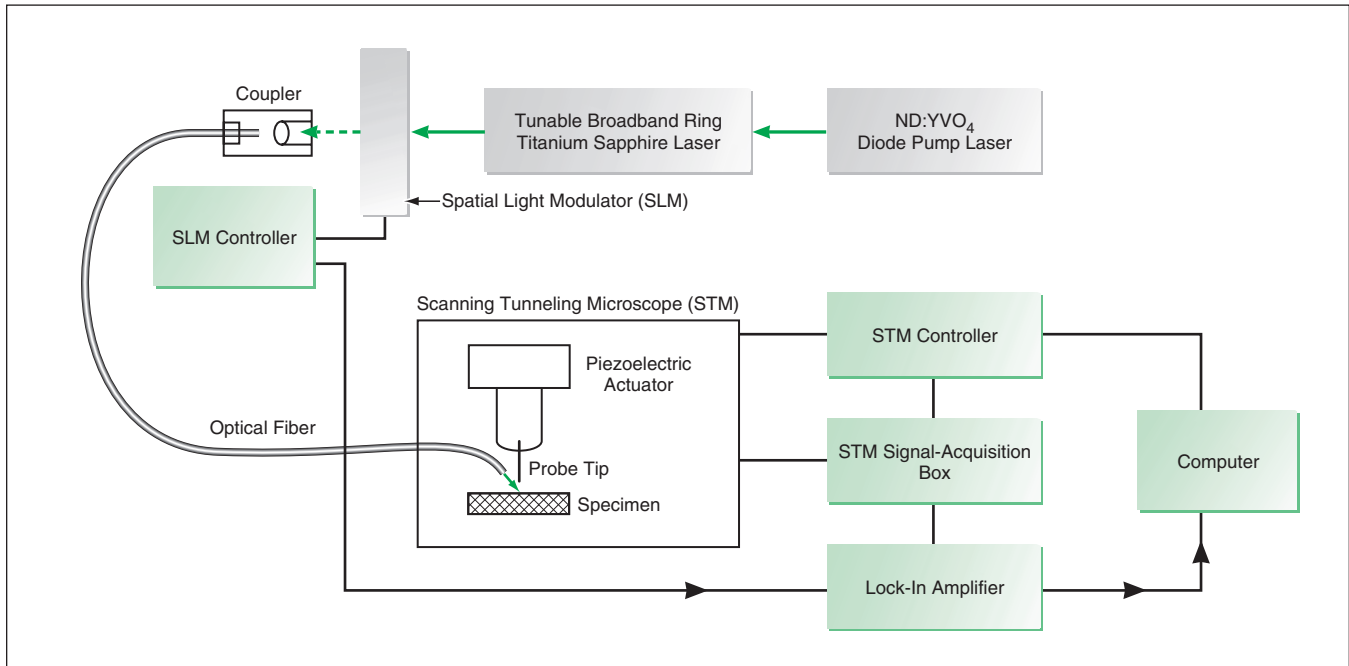 Coupler
Tunable Broadband Ring
Titanium Sapphire Laser
ND:YVO4
Diode Pump Laser
Spatial Light Modulator (SLM)
SLM Controller
Scanning Tunneling Microscope (STM)
Piezoelectric
Actuator
STM Controller
Optical Fiber
Probe Tip
Specimen
STM Signal-Acquisition
Box
Computer
Lock-In Amplifier